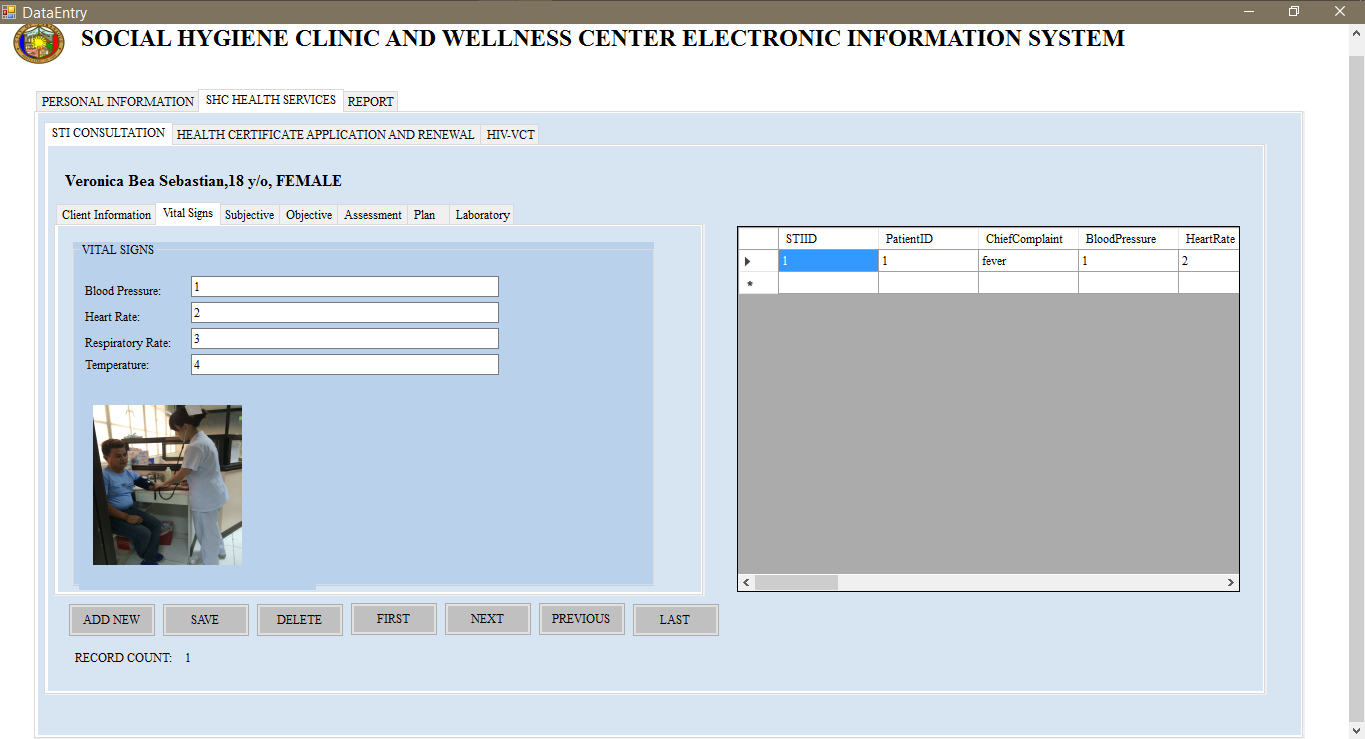 DataEntry
SOCIAL HYGIENE CLINIC AND WELLNESS CENTER ELECTRONIC INFORMATION SYSTEM
PERSONAL INFORMATION SHC HEALTH SERVICES REPORT
STI CONSULTATION HEALTH CERTIFICATE APPLICATION AND RENEWAL HIV-VCT
Veronica Bea Sebastian,18 y/o, FEMALE
Client Information Vital Signs Subjective Objective Assessment Plan Laboratory
VITAL SIGNS
Blood Pressure: 1
Heart Rate: 2
Respiratory Rate: 3
Temperature: 4
STIID PatientID ChiefComplaint BloodPressure HeartRate
1 1 fever 1 2
*
ADD NEW SAVE DELETE FIRST NEXT PREVIOUS LAST
RECORD COUNT: 1